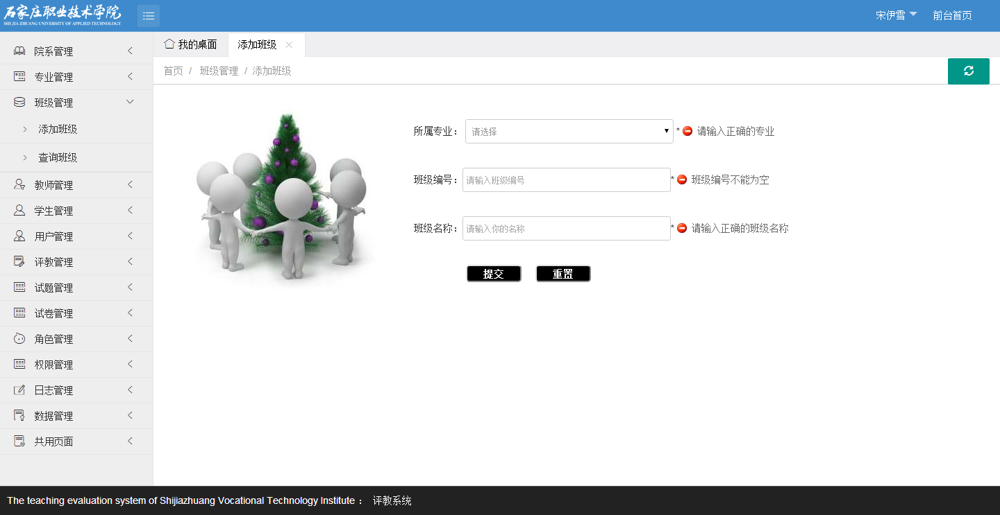 石家庄职业技术学院
SHI JIA ZHUANG UNIVERSITY OF APPLIED TECHNOLOGY
宋伊雪 前台首页
院系管理
专业管理
班级管理
添加班级
查询班级
教师管理
学生管理
用户管理
评教管理
试题管理
试卷管理
角色管理
权限管理
日志管理
数据管理
共用页面
我的桌面 添加班级
首页 / 班级管理 / 添加班级
所属专业： 请选择 * 请输入正确的专业
班级编号： 请输入班级编号 * 班级编号不能为空
班级名称： 请输入你的名称 * 请输入正确的班级名称
提交 重置
The teaching evaluation system of Shijiazhuang Vocational Technology Institute ： 评教系统